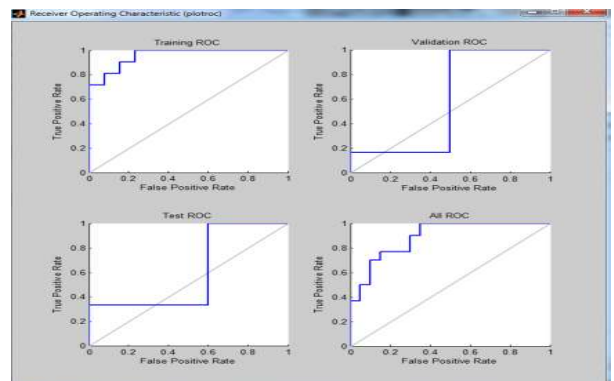 Receiver Operating Characteristic (plotroc)
Training ROC
1
0.8
0.6
0.4
0.2
0
True Positive Rate
0 0.2 0.4 0.6 0.8 1
False Positive Rate
Validation ROC
1
0.8
0.6
0.4
0.2
0
True Positive Rate
0 0.2 0.4 0.6 0.8 1
False Positive Rate
Test ROC
1
0.8
0.6
0.4
0.2
0
True Positive Rate
0 0.2 0.4 0.6 0.8 1
False Positive Rate
All ROC
1
0.8
0.6
0.4
0.2
0
True Positive Rate
0 0.2 0.4 0.6 0.8 1
False Positive Rate